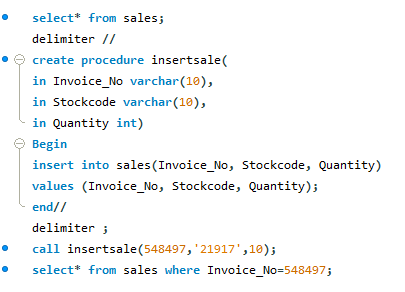 select* from sales;
delimiter //
create procedure insertsale(
in Invoice_No varchar(10),
in Stockcode varchar(10),
in Quantity int)
Begin
insert into sales(Invoice_No, Stockcode, Quantity)
values (Invoice_No, Stockcode, Quantity);
end//
delimiter ;
call insertsale(548497,'21917',10);
select* from sales where Invoice_No=548497;